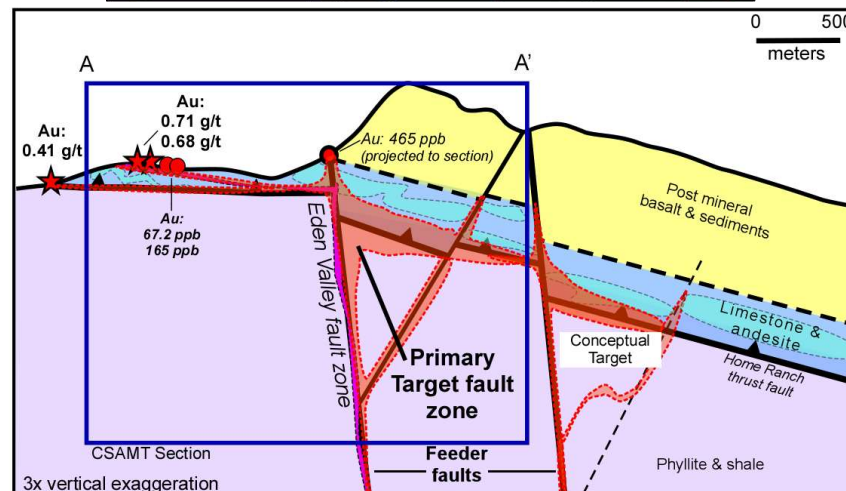 0 500
meters
A
A'
Au:
0.71 g/t
0.68 g/t
Au:
0.41 g/t
Au: 465 ppb
(projected to section)
Au:
67.2 ppb
165 ppb
Post mineral
basalt & sediments
Eden Valley fault zone
Limestone &
andesite
Conceptual
Target
Home Ranch
thrust fault
Primary
Target fault
zone
CSAMT Section
Feeder
faults
Phyllite & shale
3x vertical exaggeration